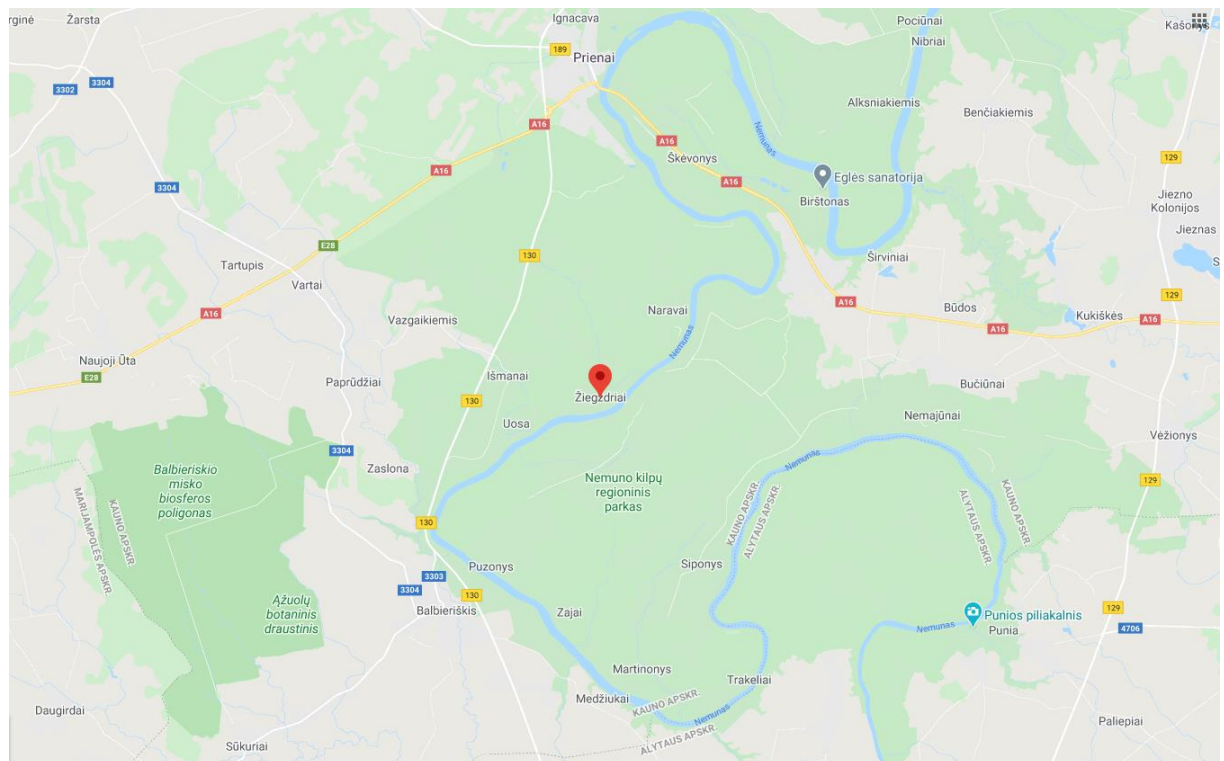 rginė
Žarsta
Ignacava
Pociūnai
Kašonys
Nibriai
189
Prienai
3302
3304
Alksniakiemis
Benčiakiemis
A16
Nemunas
A16
Škėvonys
129
A16
3304
A16
Eglės sanatorija
Birštonas
Jiezno
Kolonijos
Jieznas
E28
130
Širviniai
S
Tartupis
Vartai
129
A16
Naravai
Būdos
A16
Vazgaikiemis
A16
Kukiškės
A16
Nemunas
Naujoji Ūta
E28
Paprūdžiai
Išmanai
Bučiūnai
130
Žiegždriai
Nemajūnai
Uosa
Vėžionys
3304
Zaslona
Nemunas
Balbieriškio
miško
biosferos
poligonas
Nemuno kilpų
regioninis
parkas
129
MARIJAMPOLĖS APSKR.
KAUNO APSKR.
KAUNO APSKR.
ALYTAUS APSKR.
ALYTAUS APSKR.
KAUNO APSKR.
130
Puzonys
Siponys
3303
3304
130
Ąžuolų
botaninis
draustinis
Balbieriškis
Zajai
129
Punios piliakalnis
Nemunas
Punia
4706
Martinonys
Trakeliai
Medžiukai
KAUNO APSKR.
Nemunas
Daugirdai
Paliepiai
ALYTAUS APSKR.
Sūkuriai